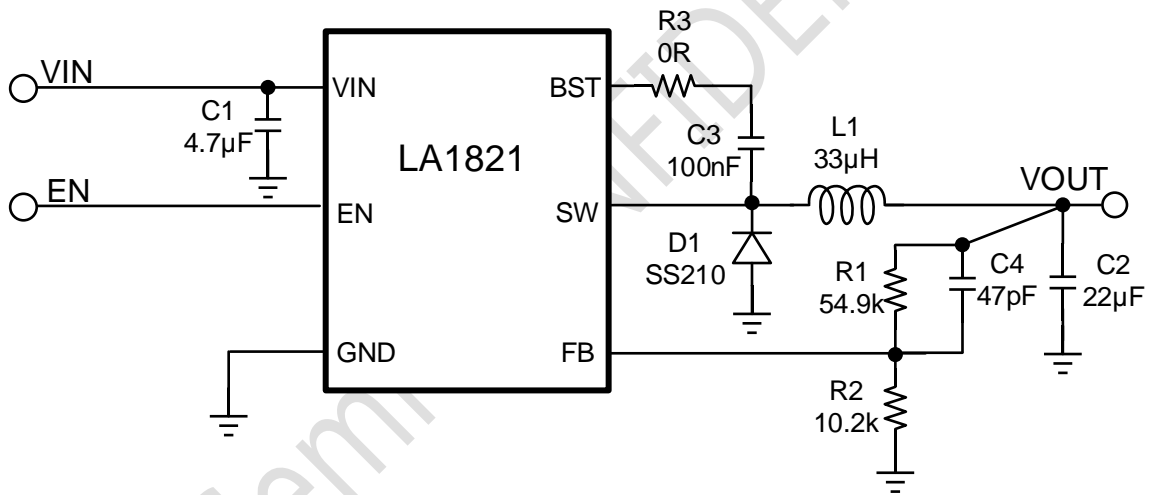 R3
0R
VIN
VIN
BST
C1
4.7µF
C3
100nF
L1
33µH
LA1821
VOUT
EN
EN
SW
D1
SS210
R1
54.9k
C4
47pF
C2
22µF
GND
FB
R2
10.2k